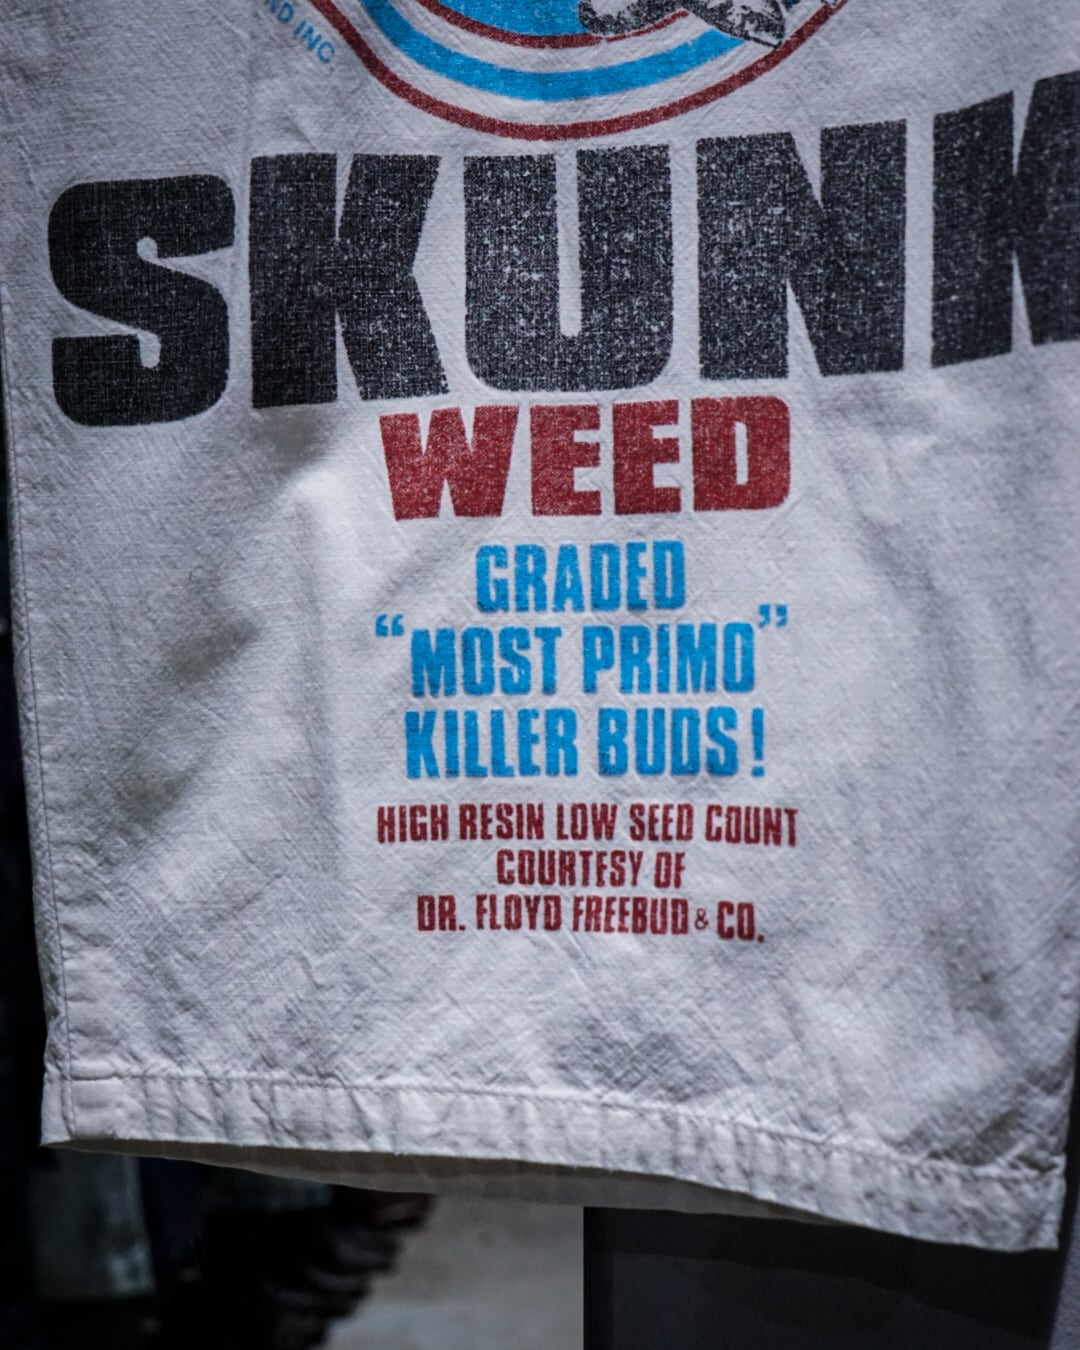 INC
SKUNK
WEED
GRADED
“MOST PRIMO”
KILLER BUDS!
HIGH RESIN LOW SEED COUNT
COURTESY OF
DR. FLOYD FREEBUD & CO.